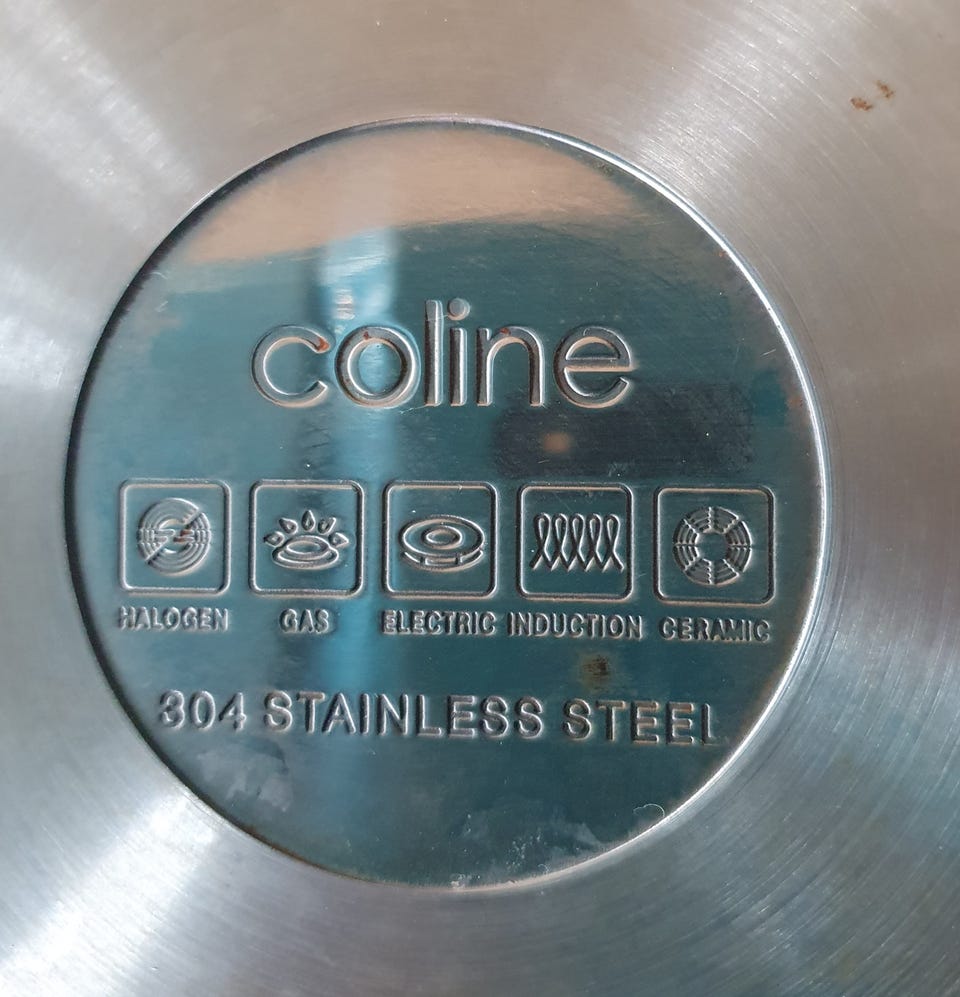 coline
HALOGEN GAS ELECTRIC INDUCTION CERAMIC
304 STAINLESS STEEL